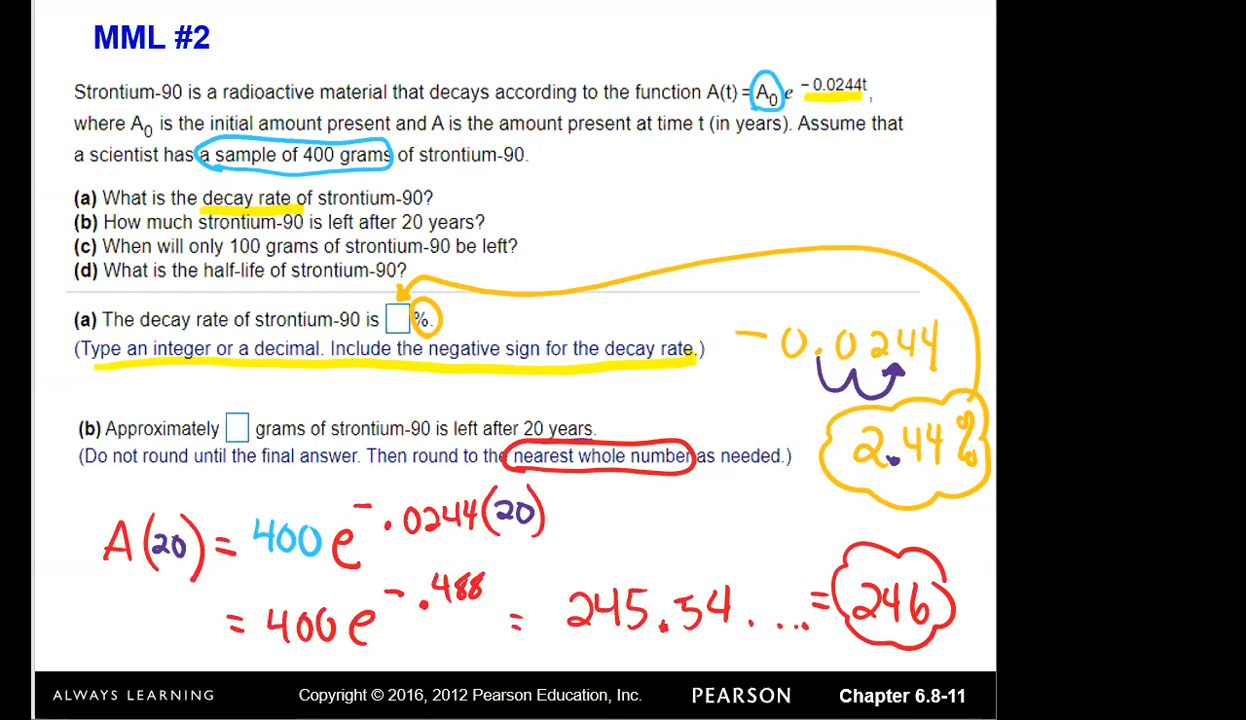 MML #2
Strontium-90 is a radioactive material that decays according to the function A(t) = A₀ e ^ − 0.0244t,
where A₀ is the initial amount present and A is the amount present at time t (in years). Assume that
a scientist has a sample of 400 grams of strontium-90.
(a) What is the decay rate of strontium-90?
(b) How much strontium-90 is left after 20 years?
(c) When will only 100 grams of strontium-90 be left?
(d) What is the half-life of strontium-90?
(a) The decay rate of strontium-90 is %.
(Type an integer or a decimal. Include the negative sign for the decay rate.)
− 0.0244
2.44%
(b) Approximately grams of strontium-90 is left after 20 years.
(Do not round until the final answer. Then round to the nearest whole number as needed.)
A(20) = 400 e ^ − .0244(20)
= 400 e ^ − .488 = 245.54 .... = 246
ALWAYS LEARNING Copyright © 2016, 2012 Pearson Education, Inc. PEARSON Chapter 6.8-11